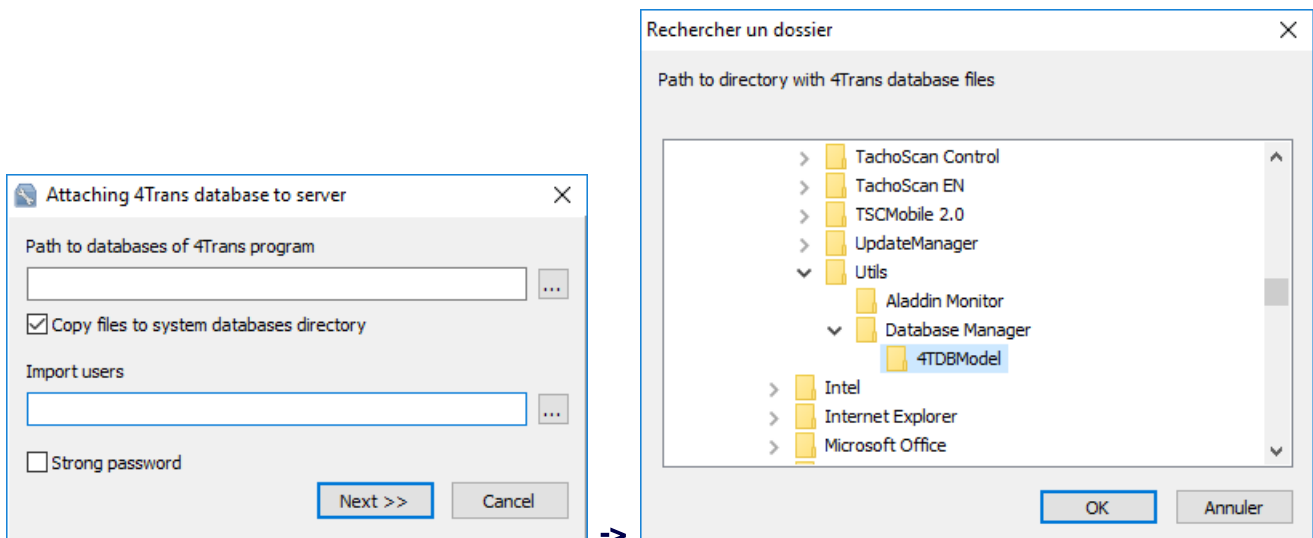 Attaching 4Trans database to server
Path to databases of 4Trans program
...
Copy files to system databases directory
Import users
...
Strong password
Next >>
Cancel
Rechercher un dossier
Path to directory with 4Trans database files
TachoScan Control
TachoScan EN
TSCMobile 2.0
UpdateManager
Utils
Aladdin Monitor
Database Manager
4TDBModel
Intel
Internet Explorer
Microsoft Office
OK
Annuler